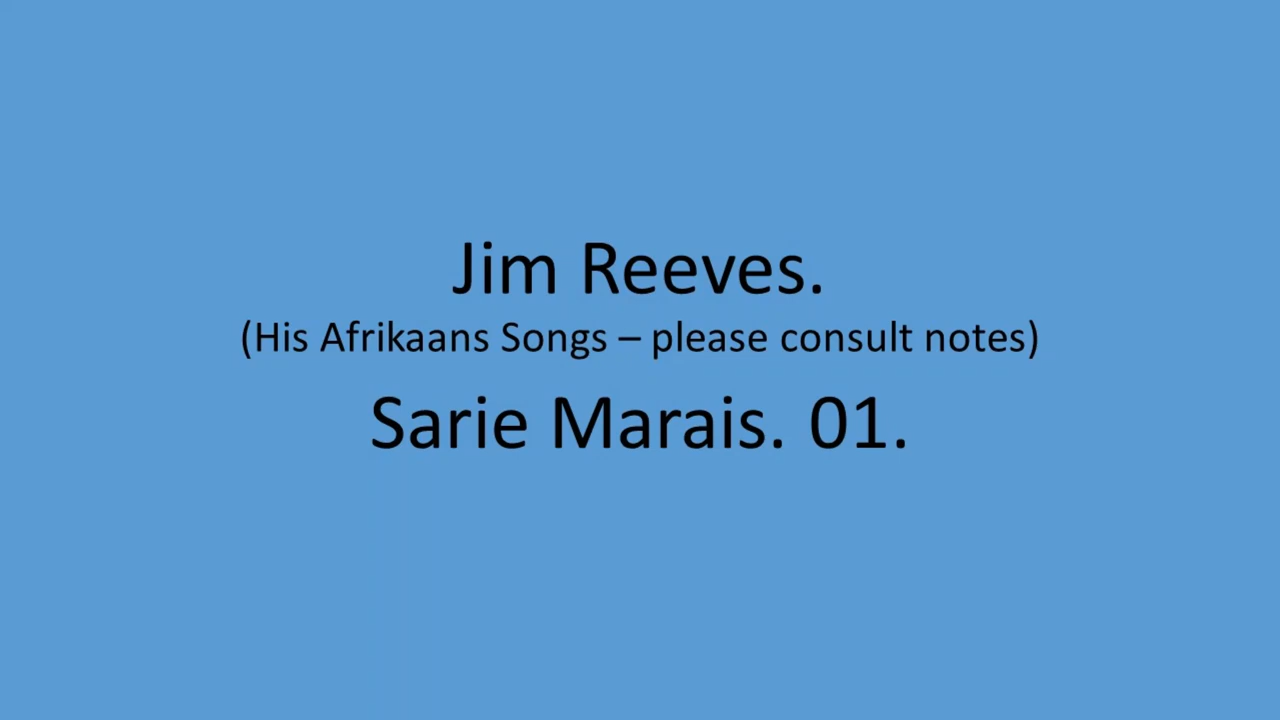 Jim Reeves.
(His Afrikaans Songs – please consult notes)
Sarie Marais. 01.